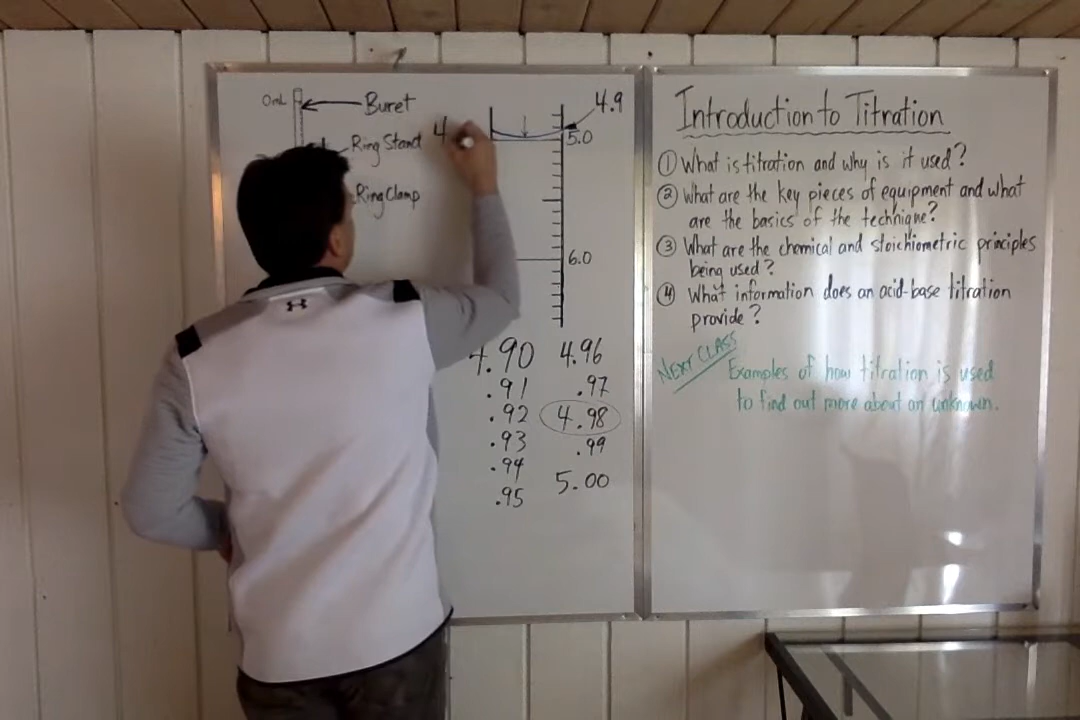 0mL
Buret
Ring Stand
Ring Clamp
4
4.9
5.0
6.0
4.90
.91
.92
.93
.94
.95
4.96
.97
4.98
.99
5.00
Introduction to Titration
① What is titration and why is it used?
② What are the key pieces of equipment and what
are the basics of the technique?
③ What are the chemical and stoichiometric principles
being used?
④ What information does an acid-base titration
provide?
NEXT CLASS
Examples of how titration is used
to find out more about an unknown.